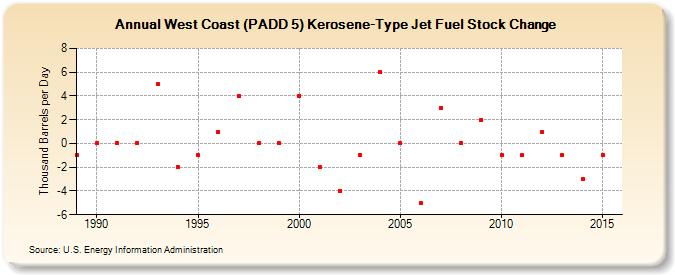 Annual West Coast (PADD 5) Kerosene-Type Jet Fuel Stock Change
Thousand Barrels per Day
8
6
4
2
0
-2
-4
-6
1990 1995 2000 2005 2010 2015
Source: U.S. Energy Information Administration